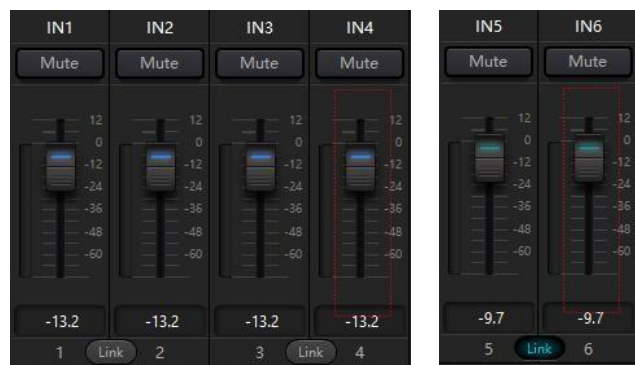 IN1 IN2 IN3 IN4 IN5 IN6
Mute Mute Mute Mute Mute Mute
12 12 12 12 12 12
0 0 0 0 0 0
-12 -12 -12 -12 -12 -12
-24 -24 -24 -24 -24 -24
-36 -36 -36 -36 -36 -36
-48 -48 -48 -48 -48 -48
-60 -60 -60 -60 -60 -60
-13.2 -13.2 -13.2 -13.2 -9.7 -9.7
1 Link 2 3 Link 4 5 Link 6